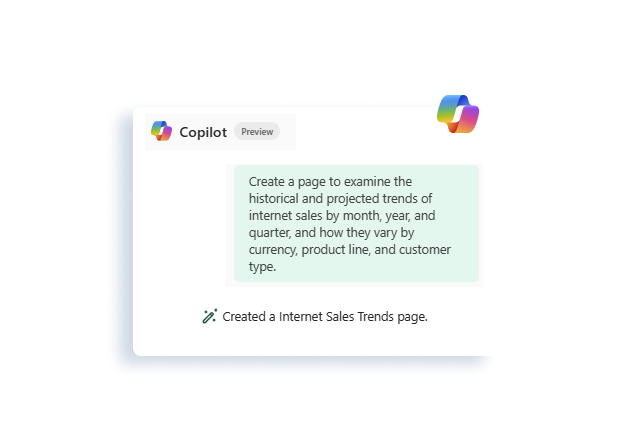 Copilot Preview
Create a page to examine the
historical and projected trends of
internet sales by month, year, and
quarter, and how they vary by
currency, product line, and customer
type.
Created a Internet Sales Trends page.